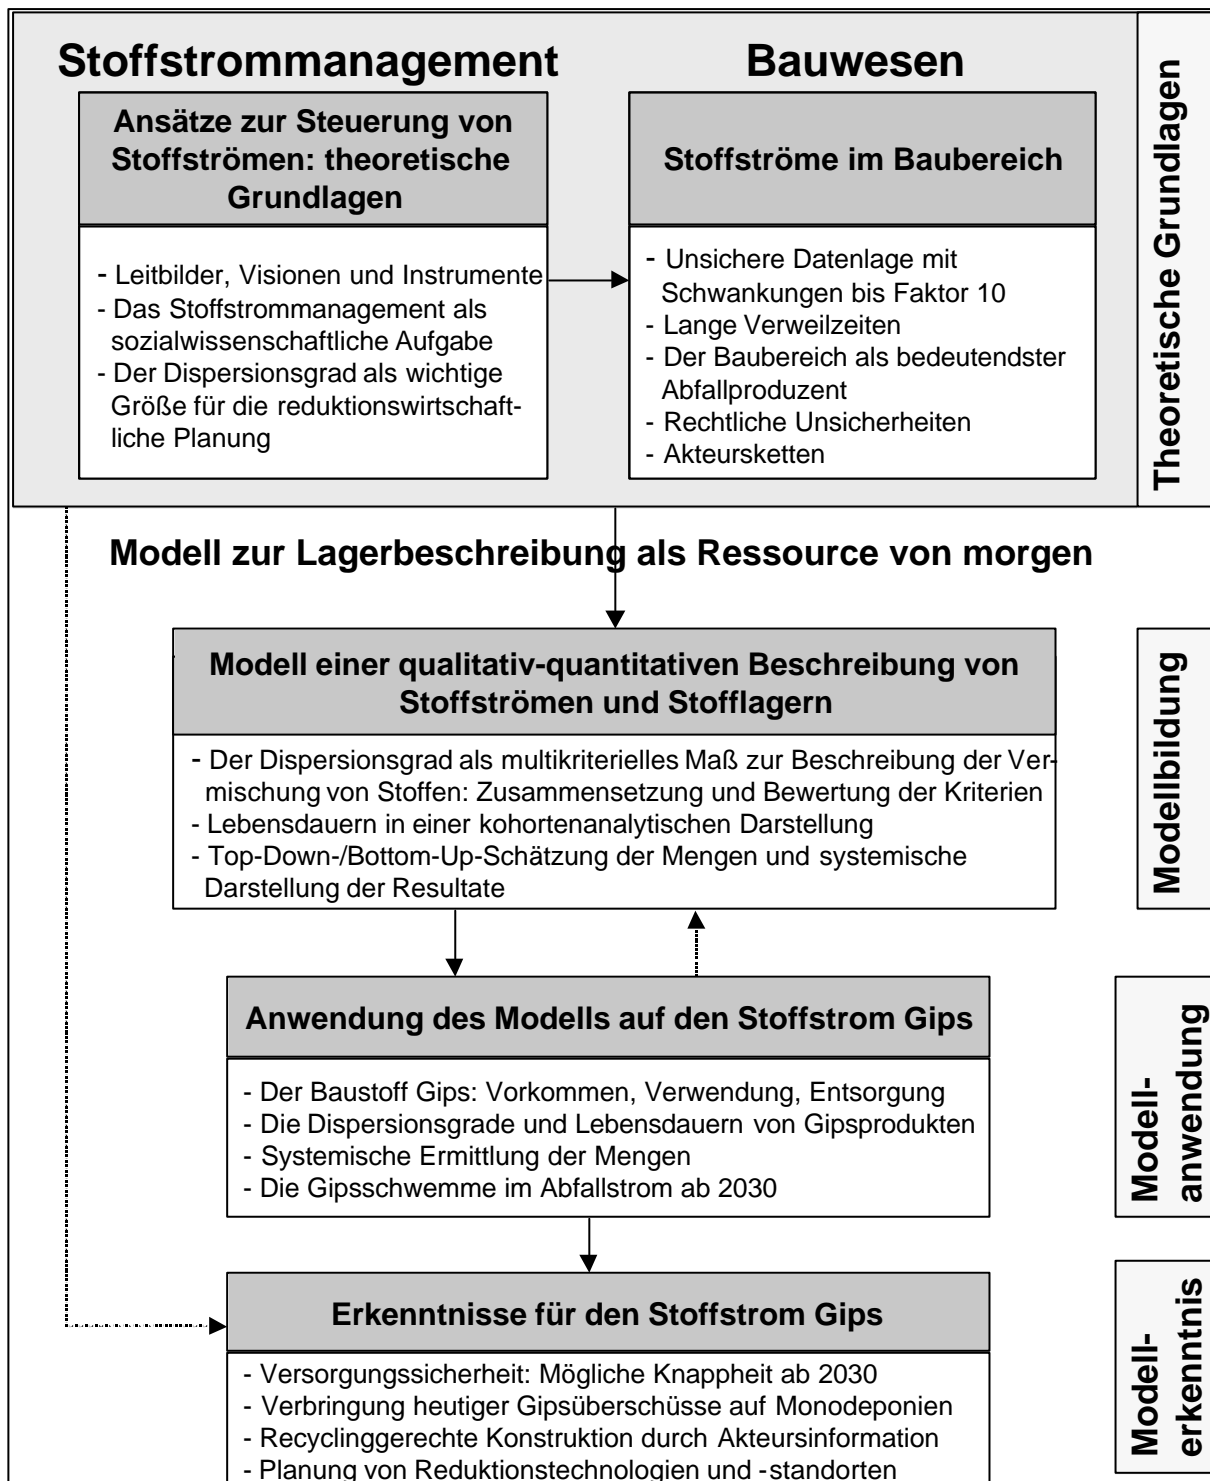 Stoffstrommanagement
Bauwesen
Ansätze zur Steuerung von
Stoffströmen: theoretische
Grundlagen
- Leitbilder, Visionen und Instrumente
- Das Stoffstrommanagement als
sozialwissenschaftliche Aufgabe
- Der Dispersionsgrad als wichtige
Größe für die reduktionswirtschaft-
liche Planung
Stoffströme im Baubereich
- Unsichere Datenlage mit
Schwankungen bis Faktor 10
- Lange Verweilzeiten
- Der Baubereich als bedeutendster
Abfallproduzent
- Rechtliche Unsicherheiten
- Akteursketten
Theoretische Grundlagen
Modell zur Lagerbeschreibung als Ressource von morgen
Modell einer qualitativ-quantitativen Beschreibung von
Stoffströmen und Stofflagern
- Der Dispersionsgrad als multikriterielles Maß zur Beschreibung der Ver-
mischung von Stoffen: Zusammensetzung und Bewertung der Kriterien
- Lebensdauern in einer kohortenanalytischen Darstellung
- Top-Down-/Bottom-Up-Schätzung der Mengen und systemische
Darstellung der Resultate
Modellbildung
Anwendung des Modells auf den Stoffstrom Gips
- Der Baustoff Gips: Vorkommen, Verwendung, Entsorgung
- Die Dispersionsgrade und Lebensdauern von Gipsprodukten
- Systemische Ermittlung der Mengen
- Die Gipsschwemme im Abfallstrom ab 2030
Modell-
anwendung
Erkenntnisse für den Stoffstrom Gips
- Versorgungssicherheit: Mögliche Knappheit ab 2030
- Verbringung heutiger Gipsüberschüsse auf Monodeponien
- Recyclinggerechte Konstruktion durch Akteursinformation
- Planung von Reduktionstechnologien und -standorten
Modell-
erkenntnis